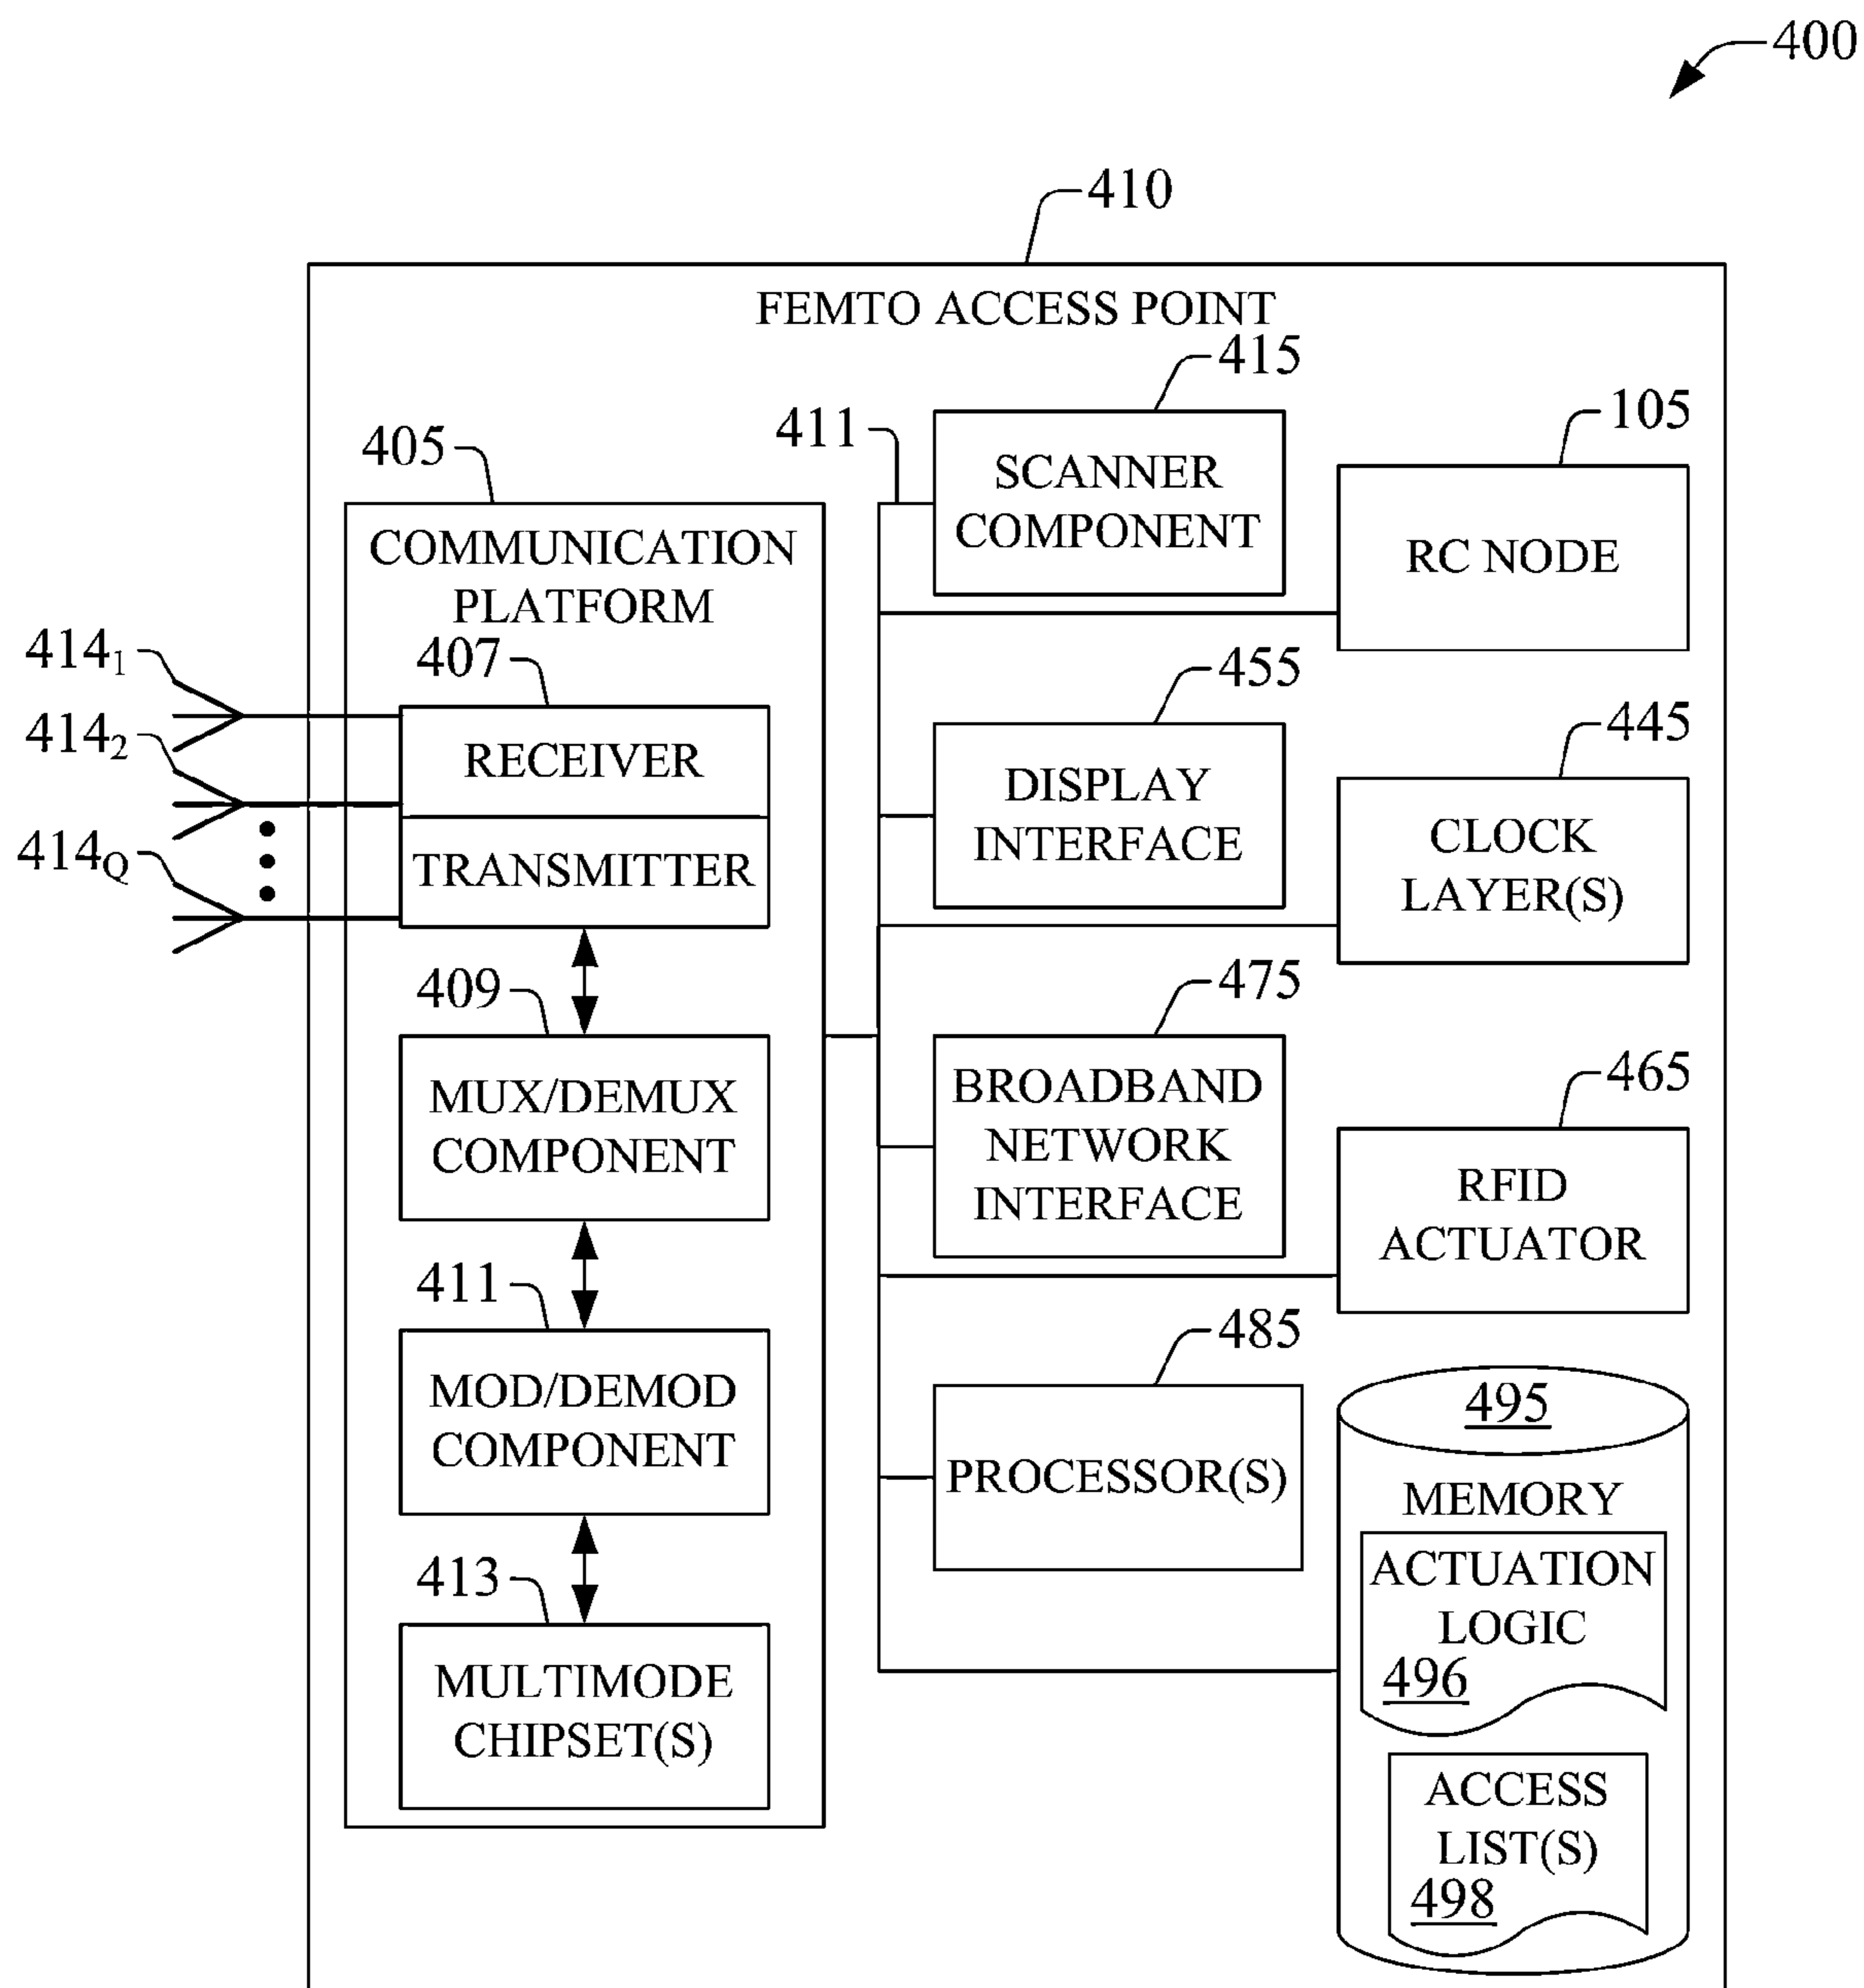 400
410
FEMTO ACCESS POINT
415
411
105
405
SCANNER
COMPONENT
RC NODE
COMMUNICATION
PLATFORM
414₁
407
455
414₂
RECEIVER
DISPLAY
INTERFACE
445
CLOCK
LAYER(S)
414Q
TRANSMITTER
409
475
MUX/DEMUX
COMPONENT
BROADBAND
NETWORK
INTERFACE
465
RFID
ACTUATOR
411
485
MOD/DEMOD
COMPONENT
PROCESSOR(S)
495
MEMORY
ACTUATION
LOGIC
496
413
MULTIMODE
CHIPSET(S)
ACCESS
LIST(S)
498